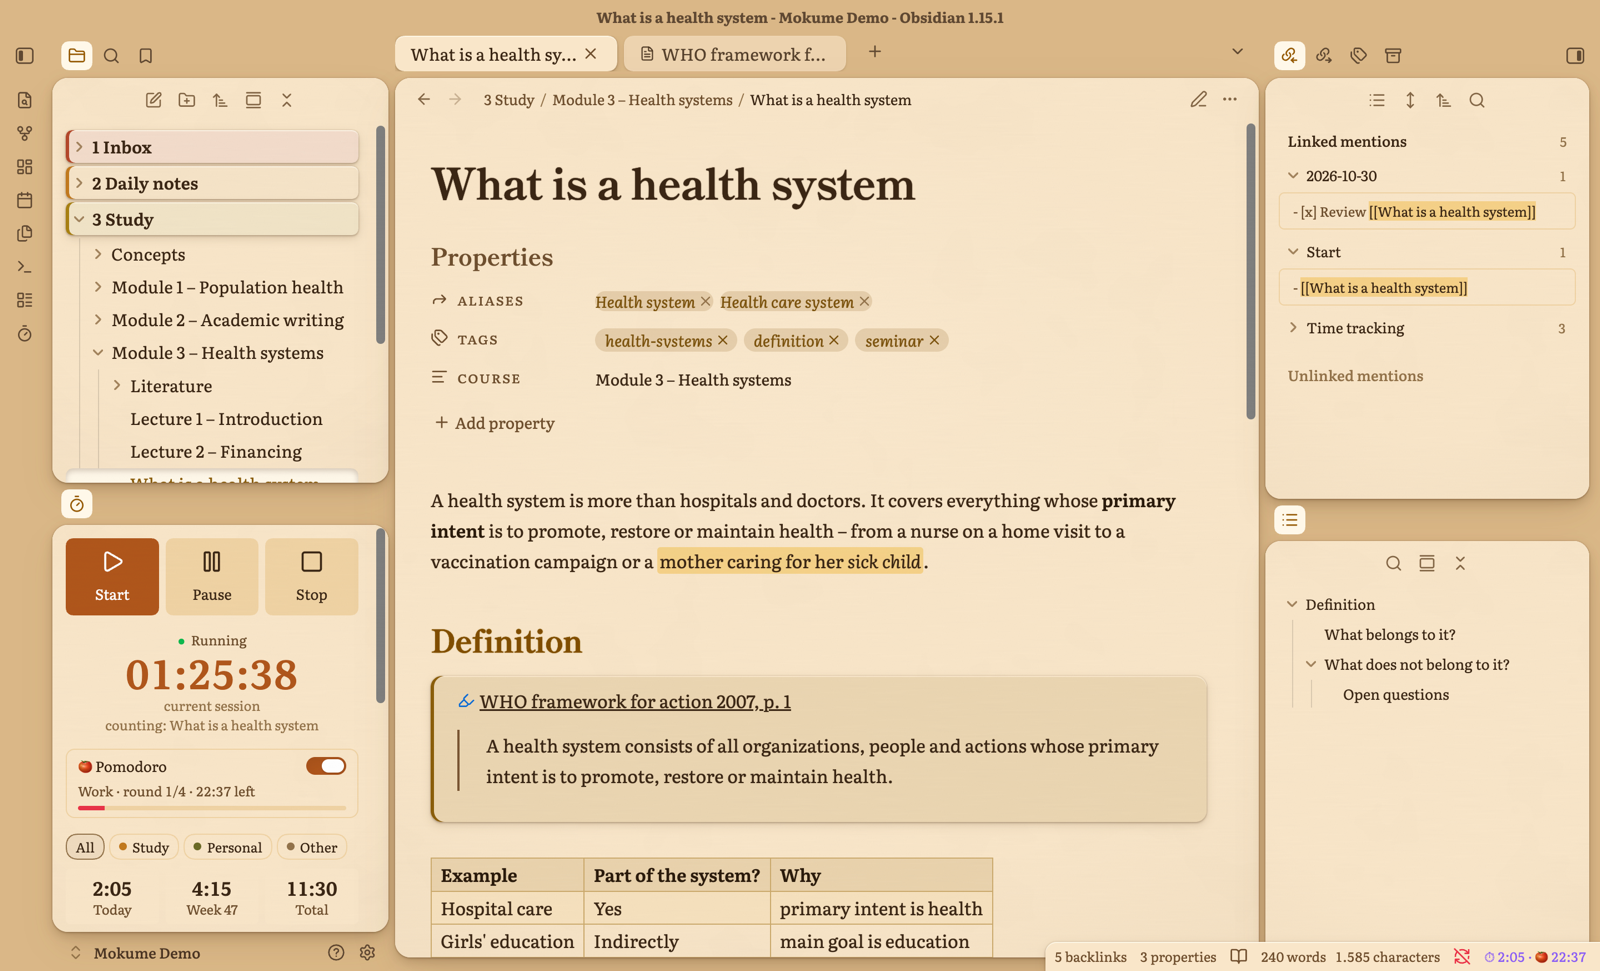 What is a health system - Mokume Demo - Obsidian 1.15.1
What is a health sy...
WHO framework f...
1 Inbox
2 Daily notes
3 Study
Concepts
Module 1 – Population health
Module 2 – Academic writing
Module 3 – Health systems
Literature
Lecture 1 – Introduction
Lecture 2 – Financing
What is a health system
Start
Pause
Stop
Running
01:25:38
current session
counting: What is a health system
Pomodoro
Work · round 1/4 · 22:37 left
All
Study
Personal
Other
2:05
4:15
11:30
Today
Week 47
Total
Mokume Demo
3 Study / Module 3 – Health systems / What is a health system
What is a health system
Properties
ALIASES
Health system
Health care system
TAGS
health-systems
definition
seminar
COURSE
Module 3 – Health systems
Add property
A health system is more than hospitals and doctors. It covers everything whose primary
intent is to promote, restore or maintain health – from a nurse on a home visit to a
vaccination campaign or a mother caring for her sick child.
Definition
WHO framework for action 2007, p. 1
A health system consists of all organizations, people and actions whose primary
intent is to promote, restore or maintain health.
Example Part of the system? Why
Hospital care Yes primary intent is health
Girls' education Indirectly main goal is education
Linked mentions 5
2026-10-30 1
- [x] Review [[What is a health system]]
Start 1
- [[What is a health system]]
Time tracking 3
Unlinked mentions
Definition
What belongs to it?
What does not belong to it?
Open questions
5 backlinks 3 properties 240 words 1.585 characters 2:05 · 22:37